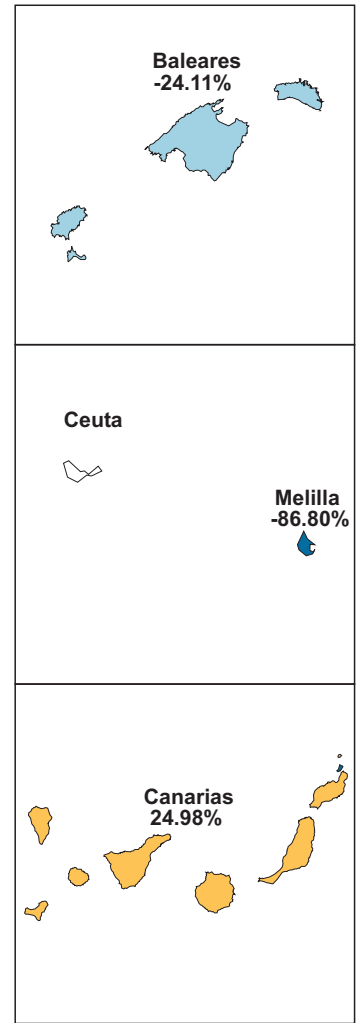 Baleares
-24.11%
Ceuta
Melilla
-86.80%
Canarias
24.98%